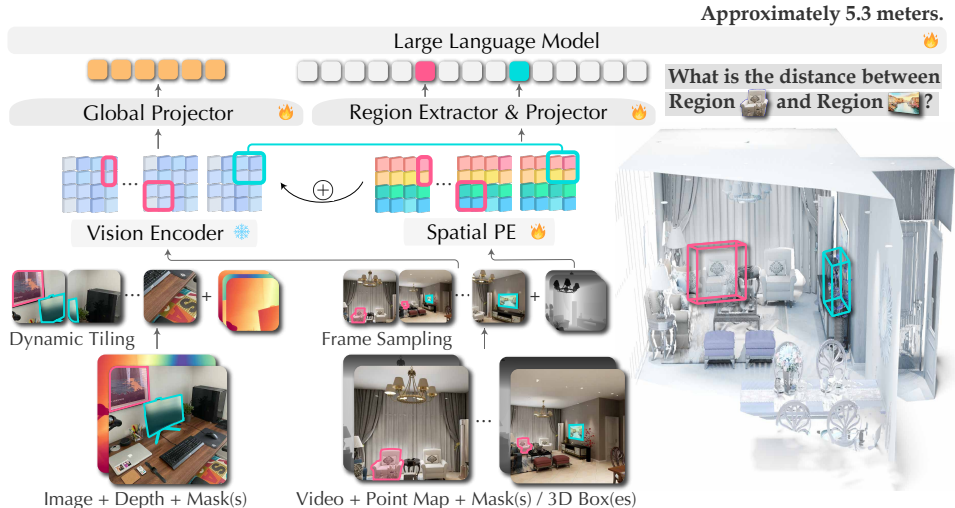 Approximately 5.3 meters.
Large Language Model
What is the distance between
Region and Region ?
Global Projector
Region Extractor & Projector
...
...
+
Vision Encoder
Spatial PE
...
+
...
+
Dynamic Tiling
Frame Sampling
...
Image + Depth + Mask(s)
Video + Point Map + Mask(s) / 3D Box(es)